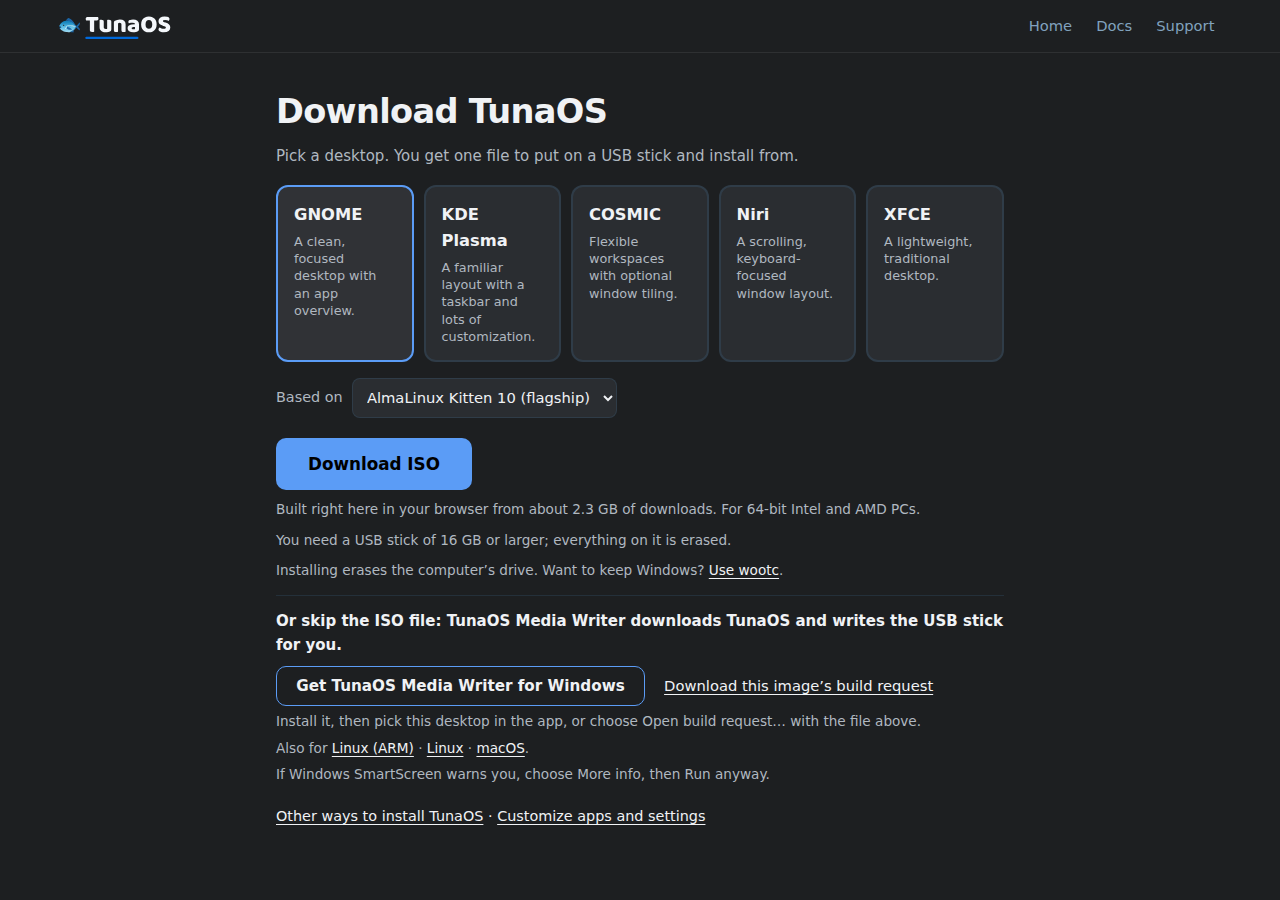 TunaOS
Home
Docs
Support
Download TunaOS
Pick a desktop. You get one file to put on a USB stick and install from.
GNOME
A clean,
focused
desktop with
an app
overview.
KDE
Plasma
A familiar
layout with a
taskbar and
lots of
customization.
COSMIC
Flexible
workspaces
with optional
window tiling.
Niri
A scrolling,
keyboard-
focused
window layout.
XFCE
A lightweight,
traditional
desktop.
Based on
AlmaLinux Kitten 10 (flagship)
Download ISO
Built right here in your browser from about 2.3 GB of downloads. For 64-bit Intel and AMD PCs.
You need a USB stick of 16 GB or larger; everything on it is erased.
Installing erases the computer’s drive. Want to keep Windows? Use wootc.
Or skip the ISO file: TunaOS Media Writer downloads TunaOS and writes the USB stick
for you.
Get TunaOS Media Writer for Windows
Download this image’s build request
Install it, then pick this desktop in the app, or choose Open build request… with the file above.
Also for Linux (ARM) · Linux · macOS.
If Windows SmartScreen warns you, choose More info, then Run anyway.
Other ways to install TunaOS · Customize apps and settings